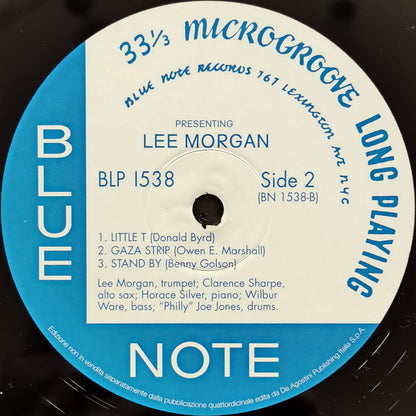 33⅓ MICROGROOVE LONG PLAYING
BLUE NOTE RECORDS 767 LEXINGTON AVE NYC
PRESENTING
LEE MORGAN
BLP 1538
Side 2
(BN 1538-B)
1. LITTLE T (Donald Byrd)
2. GAZA STRIP (Owen E. Marshall)
3. STAND BY (Benny Golson)
Lee Morgan, trumpet; Clarence Sharpe,
alto sax; Horace Silver, piano; Wilbur
Ware, bass; “Philly” Joe Jones, drums.
BLUE
NOTE
Edizione non in vendita separatamente dalla pubblicazione quattordicinale edita da De Agostini Publishing Italia S.p.A.